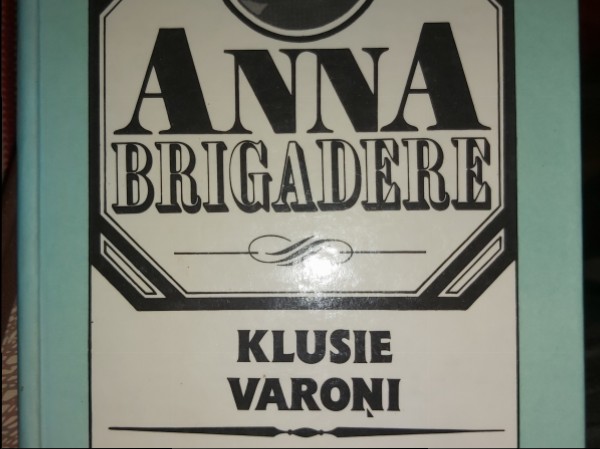 ANNA
BRIGADERE
KLUSIE
VAROŅI